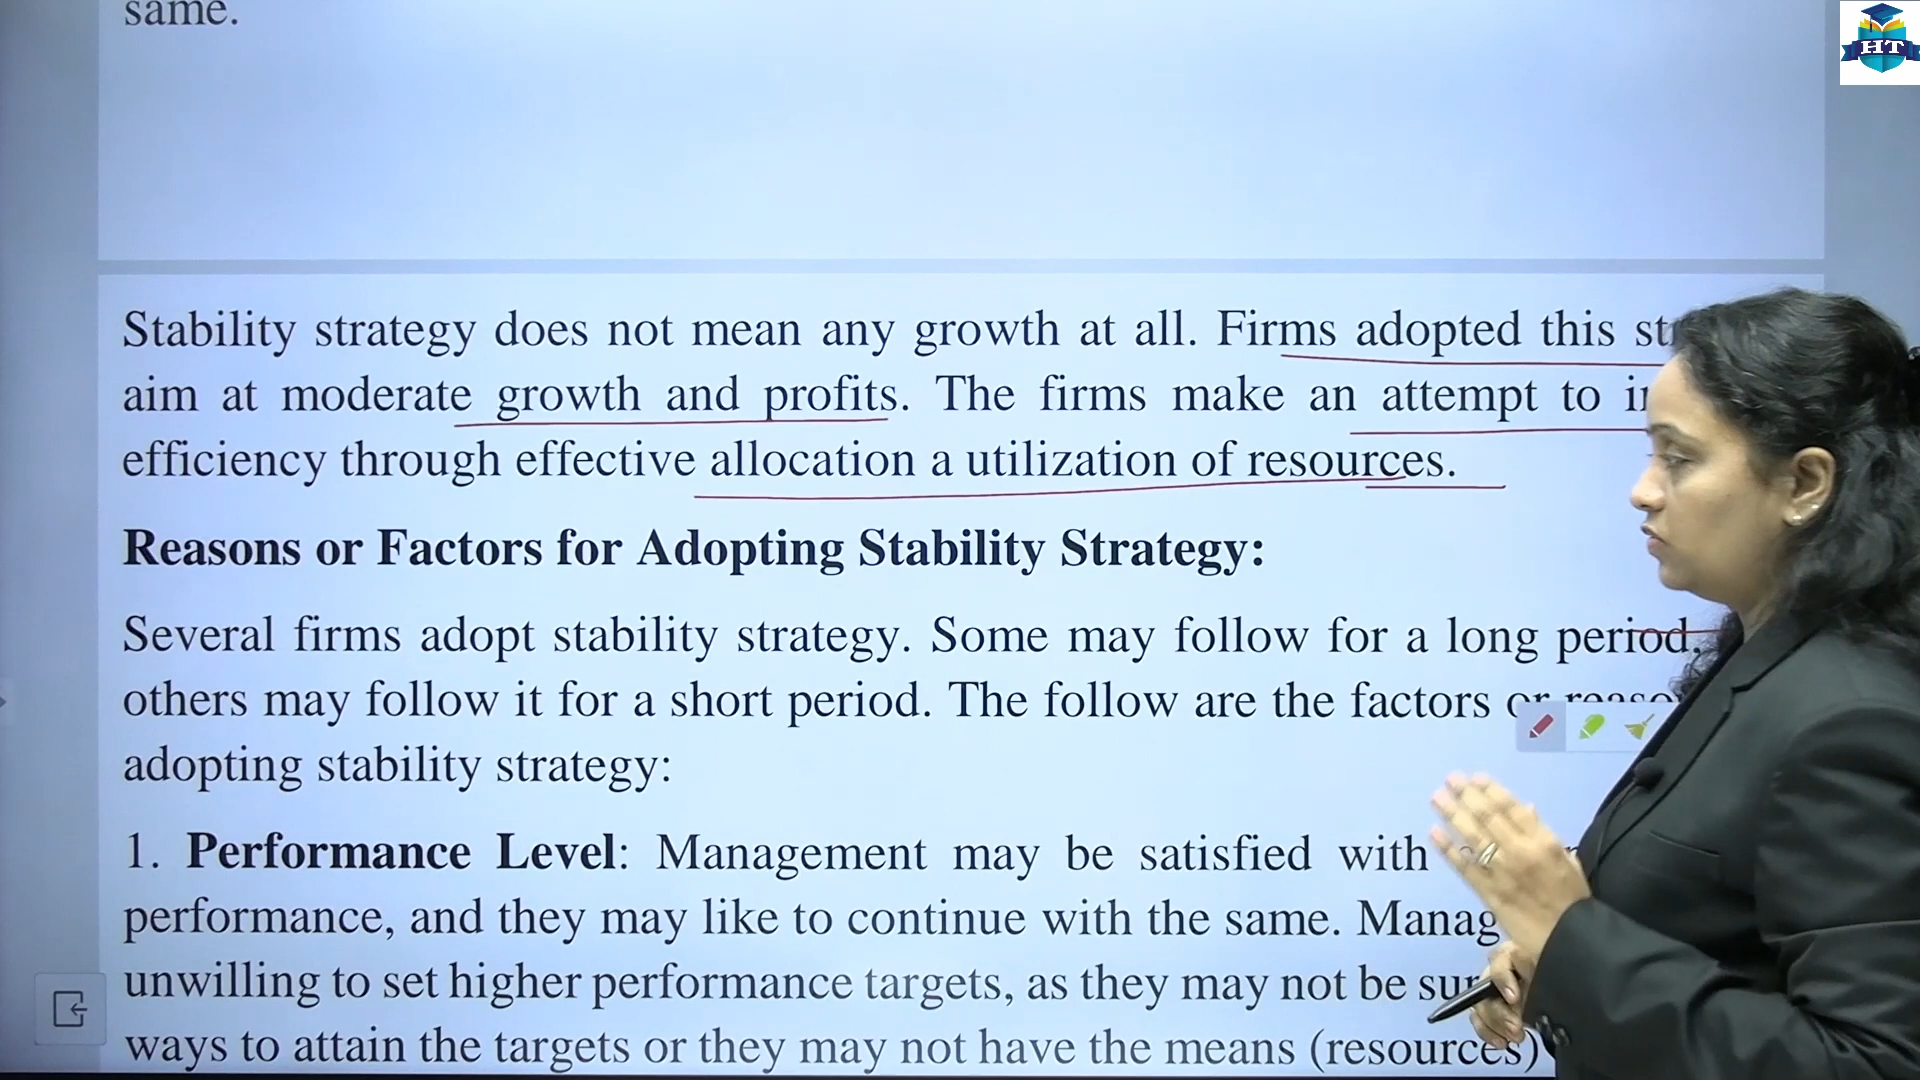 HT
same.
Stability strategy does not mean any growth at all. Firms adopted this
aim at moderate growth and profits. The firms make an attempt to
efficiency through effective allocation a utilization of resources.
Reasons or Factors for Adopting Stability Strategy:
Several firms adopt stability strategy. Some may follow for a long period,
others may follow it for a short period. The follow are the factors or
adopting stability strategy:
1. Performance Level: Management may be satisfied with
performance, and they may like to continue with the same.
unwilling to set higher performance targets, as they may not be
ways to attain the targets or they may not have the means (resources)